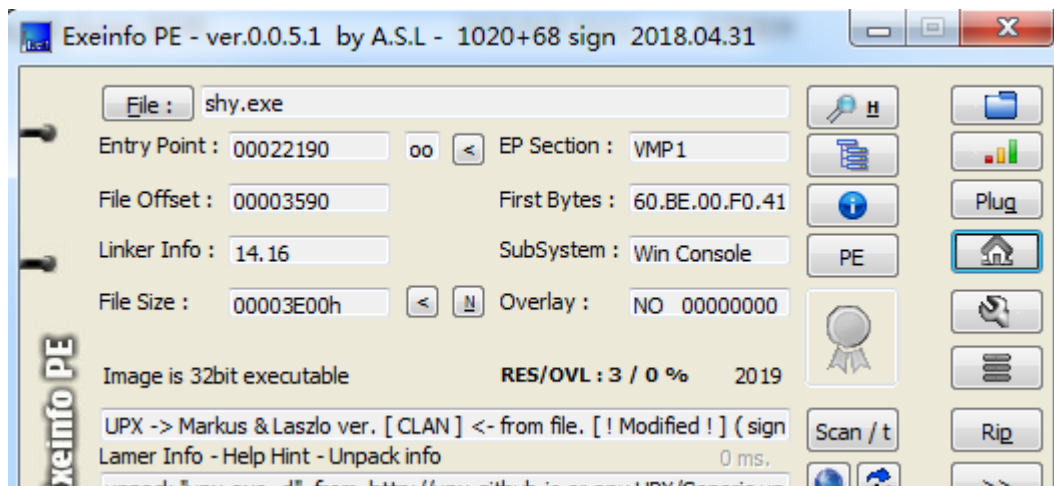 Exeinfo PE - ver.0.0.5.1 by A.S.L - 1020+68 sign 2018.04.31
File : shy.exe H
Entry Point : 00022190 oo < EP Section : VMP1
File Offset : 00003590 First Bytes : 60.BE.00.F0.41 Plug
Linker Info : 14.16 SubSystem : Win Console PE
File Size : 00003E00h < N Overlay : NO 00000000
Image is 32bit executable RES/OVL : 3 / 0 % 2019
UPX -> Markus & Laszlo ver. [ CLAN ] <- from file. [ ! Modified ! ] ( sign Scan / t Rip
Lamer Info - Help Hint - Unpack info 0 ms.
>>
xeinfo PE